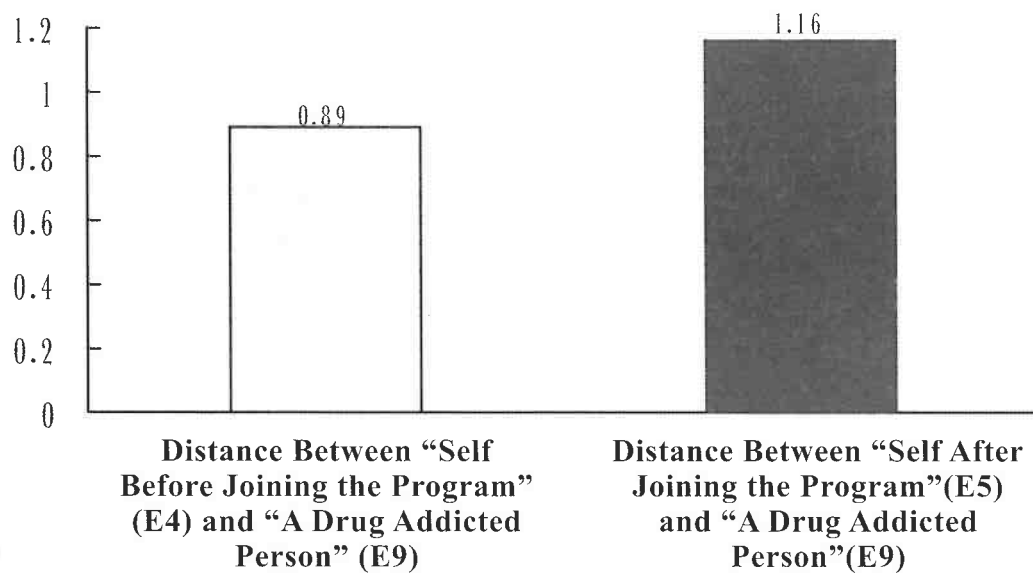 1.2
1
0.8
0.6
0.4
0.2
0
0.89
1.16
Distance Between “Self
Before Joining the Program”
(E4) and “A Drug Addicted
Person” (E9)
Distance Between “Self After
Joining the Program”(E5)
and “A Drug Addicted
Person”(E9)